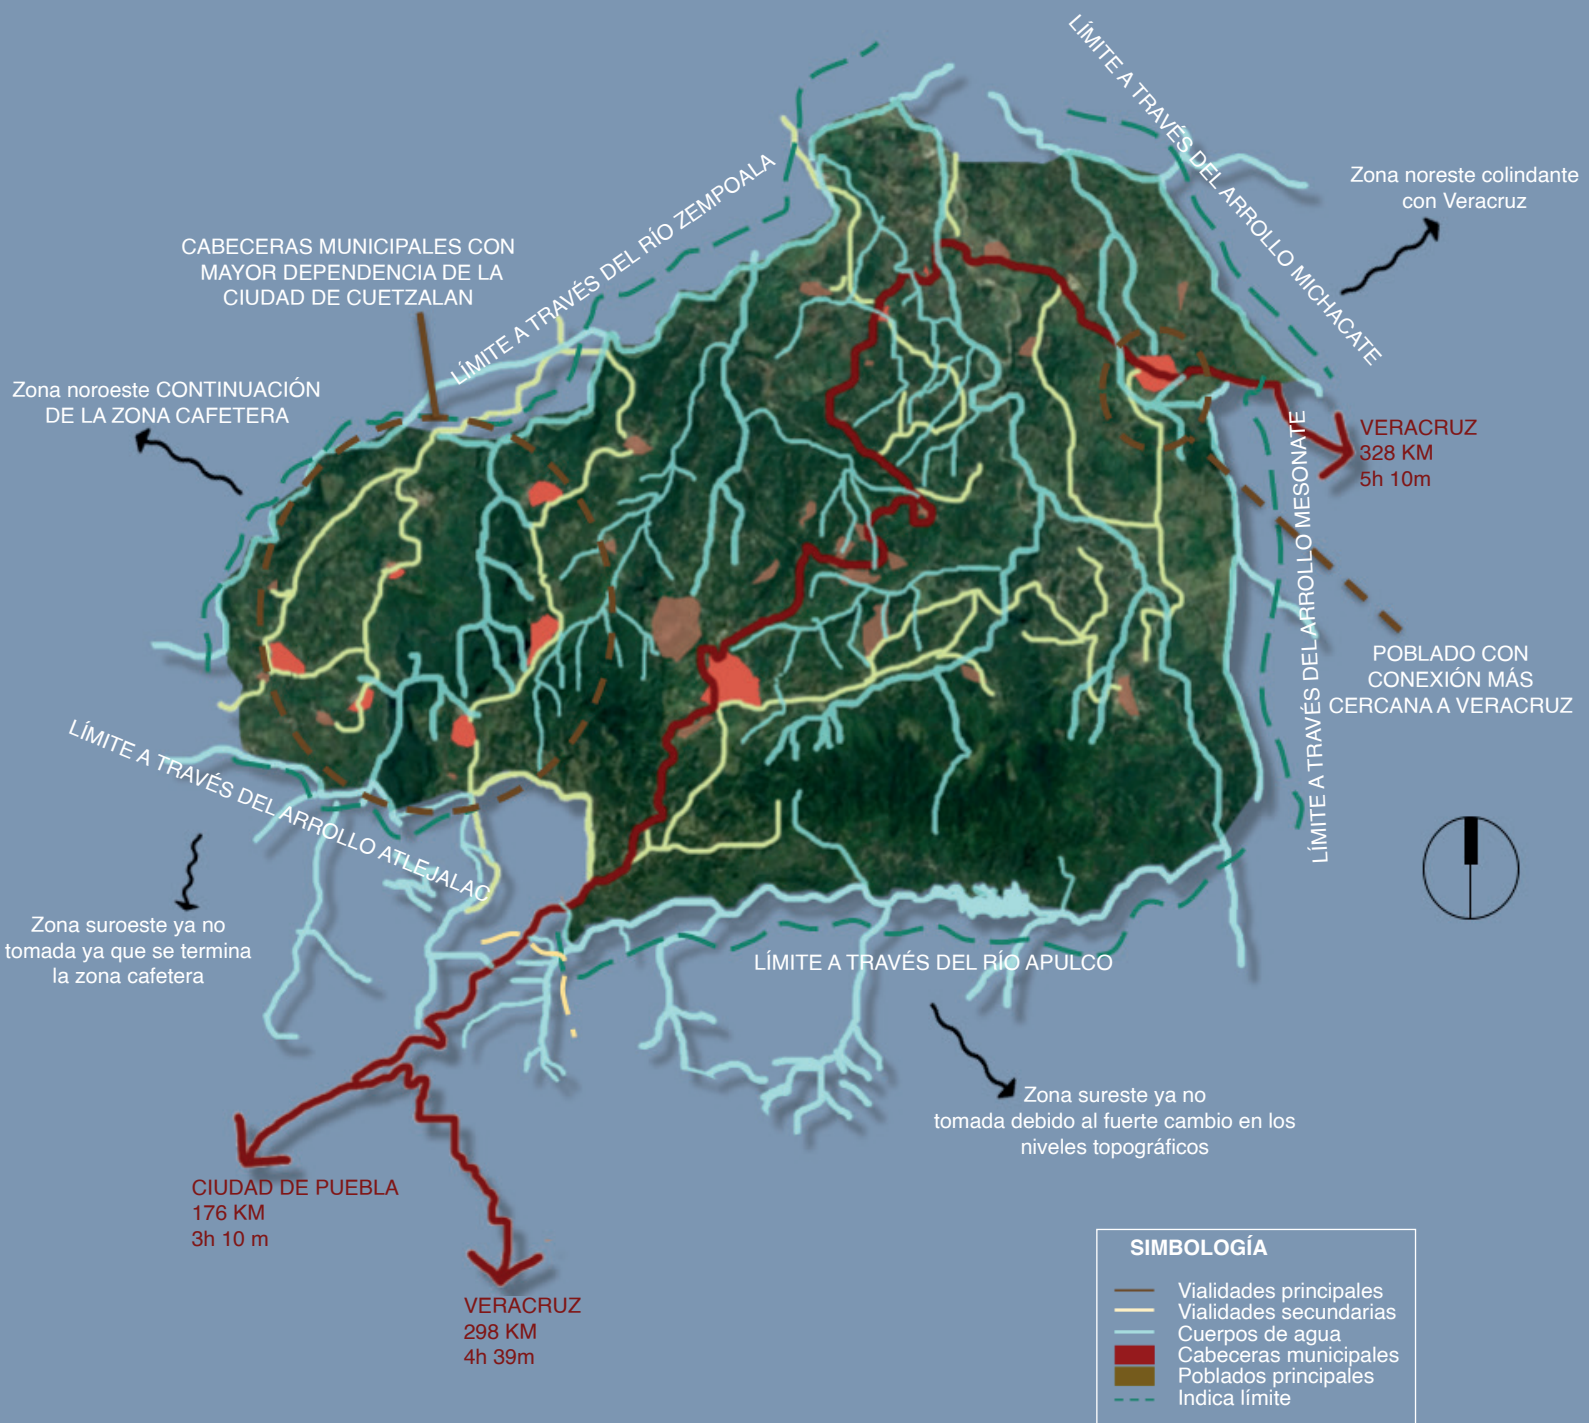 LÍMITE A TRAVÉS DEL ARROLLO MICHACATE
Zona noreste colindante
con Veracruz
LÍMITE A TRAVÉS DEL RÍO ZEMPOALA
CABECERAS MUNICIPALES CON
MAYOR DEPENDENCIA DE LA
CIUDAD DE CUETZALAN
Zona noroeste CONTINUACIÓN
DE LA ZONA CAFETERA
VERACRUZ
328 KM
5h 10m
LÍMITE A TRAVÉS DEL ARROLLO MESONATE
POBLADO CON
CONEXIÓN MÁS
CERCANA A VERACRUZ
LÍMITE A TRAVÉS DEL ARROLLO ATLEJALAC
Zona suroeste ya no
tomada ya que se termina
la zona cafetera
LÍMITE A TRAVÉS DEL RÍO APULCO
Zona sureste ya no
tomada debido al fuerte cambio en los
niveles topográficos
CIUDAD DE PUEBLA
176 KM
3h 10 m
VERACRUZ
298 KM
4h 39m
SIMBOLOGÍA
Vialidades principales
Vialidades secundarias
Cuerpos de agua
Cabeceras municipales
Poblados principales
Indica límite